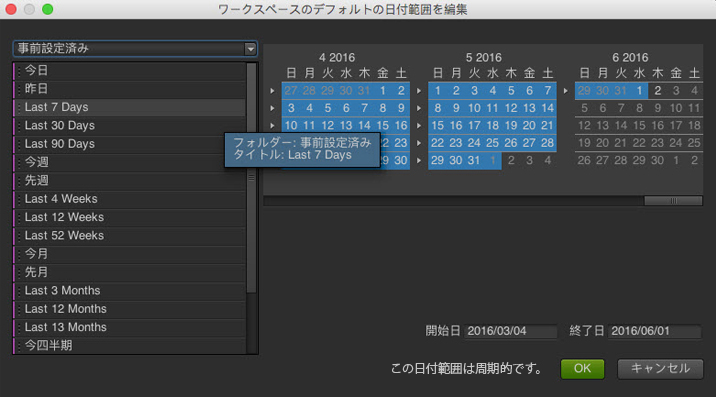 ワークスペースのデフォルトの日付範囲を編集
事前設定済み
今日
昨日
Last 7 Days
Last 30 Days
Last 90 Days
今週
先週
Last 4 Weeks
Last 12 Weeks
Last 52 Weeks
今月
先月
Last 3 Months
Last 12 Months
Last 13 Months
今四半期
フォルダー: 事前設定済み
タイトル: Last 7 Days
4 2016
日 月 火 水 木 金 土
27 28 29 30 31 1 2
3 4 5 6 7 8 9
10 11 12 13 14 15 16
22 23
29 30
5 2016
日 月 火 水 木 金 土
1 2 3 4 5 6 7
8 9 10 11 12 13 14
15 16 17 18 19 20 21
22 23 24 25 26 27 28
29 30 31 1 2 3 4
6 2016
日 月 火 水 木 金 土
29 30 31 1 2 3 4
5 6 7 8 9 10 11
12 13 14 15 16 17 18
19 20 21 22 23 24 25
26 27 28 29 30 1 2
開始日 2016/03/04 終了日 2016/06/01
この日付範囲は周期的です。 OK キャンセル